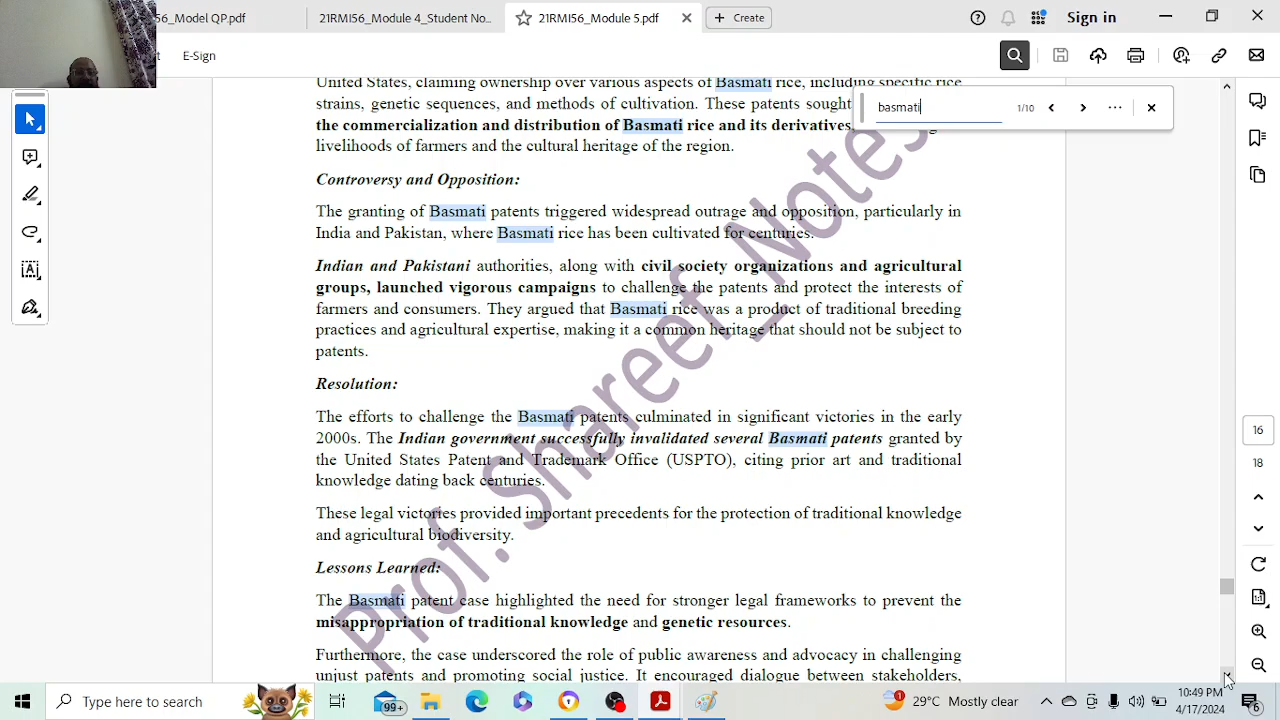 56_Model QP.pdf
21RMI56_Module 4_Student No...
21RMI56_Module 5.pdf
Create
Sign in
E-Sign
basmati
1/10
United States, claiming ownership over various aspects of Basmati rice, including specific rice
strains, genetic sequences, and methods of cultivation. These patents sought
the commercialization and distribution of Basmati rice and its derivatives,
livelihoods of farmers and the cultural heritage of the region.
Controversy and Opposition:
The granting of Basmati patents triggered widespread outrage and opposition, particularly in
India and Pakistan, where Basmati rice has been cultivated for centuries.
Indian and Pakistani authorities, along with civil society organizations and agricultural
groups, launched vigorous campaigns to challenge the patents and protect the interests of
farmers and consumers. They argued that Basmati rice was a product of traditional breeding
practices and agricultural expertise, making it a common heritage that should not be subject to
patents.
Resolution:
The efforts to challenge the Basmati patents culminated in significant victories in the early
2000s. The Indian government successfully invalidated several Basmati patents granted by
the United States Patent and Trademark Office (USPTO), citing prior art and traditional
knowledge dating back centuries.
These legal victories provided important precedents for the protection of traditional knowledge
and agricultural biodiversity.
Lessons Learned:
The Basmati patent case highlighted the need for stronger legal frameworks to prevent the
misappropriation of traditional knowledge and genetic resources.
Furthermore, the case underscored the role of public awareness and advocacy in challenging
unjust patents and promoting social justice. It encouraged dialogue between stakeholders,
Prof. Shareef_Notes
16
18
Type here to search
99+
1
29°C Mostly clear
10:49 PM
4/17/2024
6